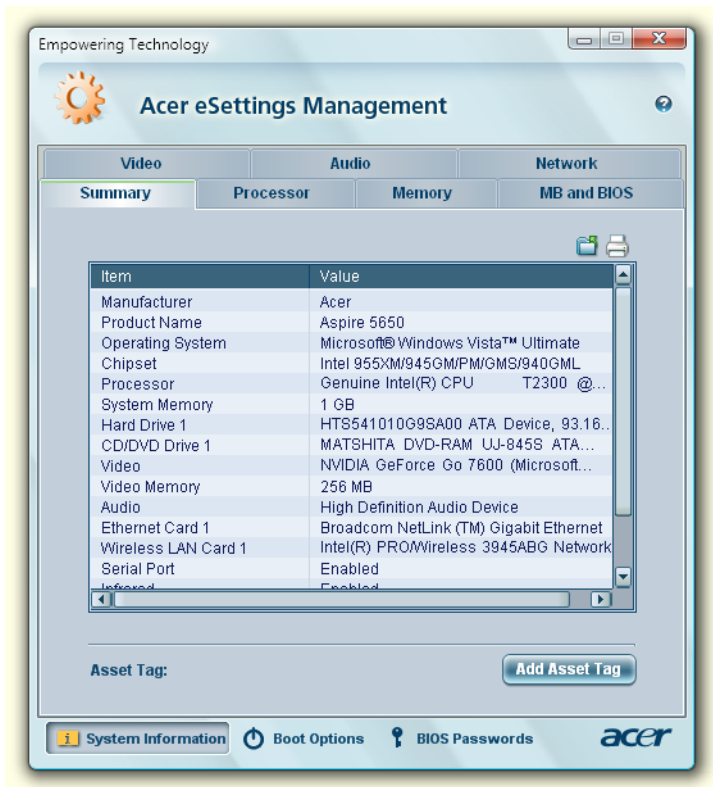 Empowering Technology
Acer eSettings Management
Video Audio Network
Summary Processor Memory MB and BIOS
Item Value
Manufacturer Acer
Product Name Aspire 5650
Operating System Microsoft® Windows Vista™ Ultimate
Chipset Intel 955XM/945GM/PM/GMS/940GML
Processor Genuine Intel(R) CPU T2300 @...
System Memory 1 GB
Hard Drive 1 HTS541010G9SA00 ATA Device, 93.16..
CD/DVD Drive 1 MATSHITA DVD-RAM UJ-845S ATA...
Video NVIDIA GeForce Go 7600 (Microsoft...
Video Memory 256 MB
Audio High Definition Audio Device
Ethernet Card 1 Broadcom NetLink (TM) Gigabit Ethernet
Wireless LAN Card 1 Intel(R) PRO/Wireless 3945ABG Network
Serial Port Enabled
Infrared Enabled
Asset Tag: Add Asset Tag
System Information Boot Options BIOS Passwords acer